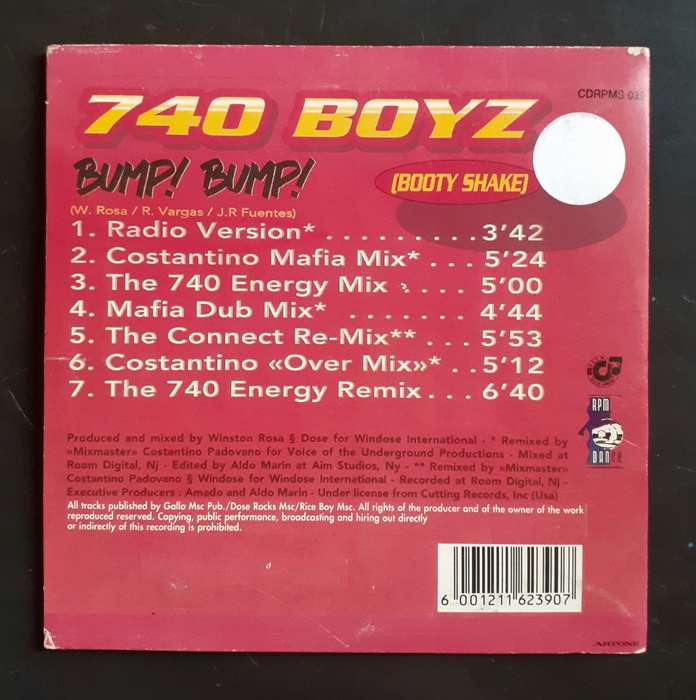 CDRPMS 033
740 BOYZ
BUMP! BUMP!
(BOOTY SHAKE)
(W. Rosa / R. Vargas / J.R Fuentes)
1. Radio Version* . . . . . . . . . 3'42
2. Costantino Mafia Mix* . . . 5'24
3. The 740 Energy Mix . . . . . 5'00
4. Mafia Dub Mix* . . . . . . . 4'44
5. The Connect Re-Mix** . . . 5'53
6. Costantino «Over Mix»* . . 5'12
7. The 740 Energy Remix . . . 6'40
Produced and mixed by Winston Rosa § Dose for Windose International - * Remixed by
«Mixmaster» Costantino Padovano for Voice of the Underground Productions - Mixed at
Room Digital, Nj - Edited by Aldo Marin at Aim Studios, Ny - ** Remixed by «Mixmaster»
Costantino Padovano § Windose for Windose International - Recorded at Room Digital, Nj -
Executive Producers : Amado and Aldo Marin - Under license from Cutting Records, Inc (Usa)
All tracks published by Gallo Msc Pub./Dose Rocks Msc/Rice Boy Msc. All rights of the producer and of the owner of the work
reproduced reserved. Copying, public performance, broadcasting and hiring out directly
or indirectly of this recording is prohibited.
RPM
DANCE
6 001211 623907
ARTONE